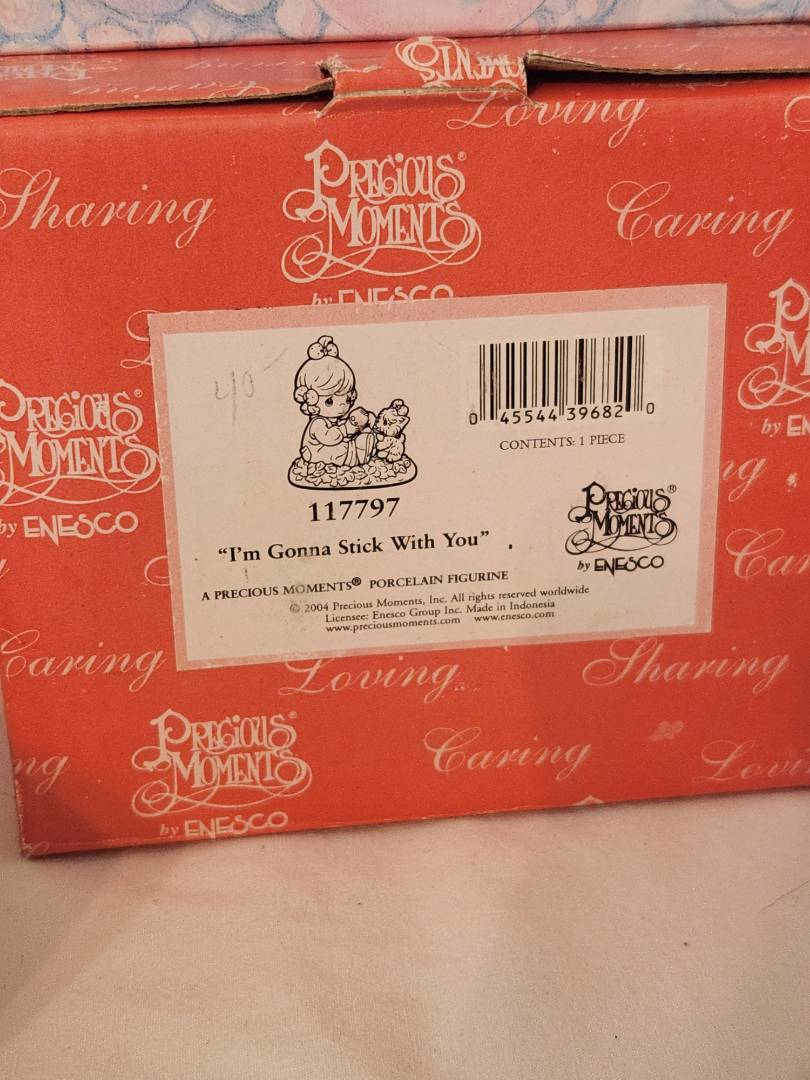 MENTS
Loving
Sharing
PRECIOUS®
MOMENTS
Caring
by ENESCO
40
0 45544 39682 0
CONTENTS: 1 PIECE
PRECIOUS®
MOMENTS
by ENESCO
117797
"I'm Gonna Stick With You"
PRECIOUS®
MOMENTS
by ENESCO
A PRECIOUS MOMENTS® PORCELAIN FIGURINE
© 2004 Precious Moments, Inc. All rights reserved worldwide
Licensee: Enesco Group Inc. Made in Indonesia
www.preciousmoments.com www.enesco.com
Caring
Loving
Sharing
PRECIOUS®
MOMENTS
by ENESCO
Caring